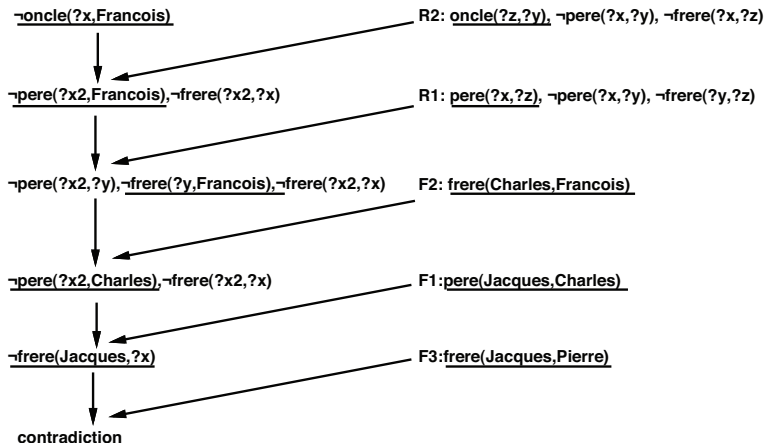 ¬oncle(?x,Francois) R2: oncle(?z,?y), ¬pere(?x,?y), ¬frere(?x,?z)
¬pere(?x2,Francois),¬frere(?x2,?x) R1: pere(?x,?z), ¬pere(?x,?y), ¬frere(?y,?z)
¬pere(?x2,?y),¬frere(?y,Francois),¬frere(?x2,?x) F2: frere(Charles,Francois)
¬pere(?x2,Charles),¬frere(?x2,?x) F1:pere(Jacques,Charles)
¬frere(Jacques,?x) F3:frere(Jacques,Pierre)
contradiction